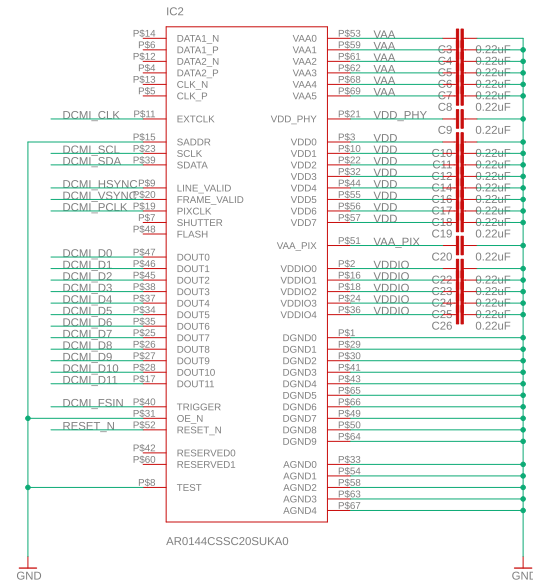 IC2
P$14 DATA1_N VAA0 P$53 VAA
P$6 DATA1_P VAA1 P$59 VAA C3 0.22uF
P$12 DATA2_N VAA2 P$61 VAA C4 0.22uF
P$4 DATA2_P VAA3 P$62 VAA C5 0.22uF
P$13 CLK_N VAA4 P$68 VAA C6 0.22uF
P$5 CLK_P VAA5 P$69 VAA C7 0.22uF
C8 0.22uF
DCMI_CLK P$11 EXTCLK VDD_PHY P$21 VDD_PHY
C9 0.22uF
P$15 SADDR VDD0 P$3 VDD
DCMI_SCL P$23 SCLK VDD1 P$10 VDD C10 0.22uF
DCMI_SDA P$39 SDATA VDD2 P$22 VDD C11 0.22uF
VDD3 P$32 VDD C12 0.22uF
DCMI_HSYNC P$9 LINE_VALID VDD4 P$44 VDD C14 0.22uF
DCMI_VSYNC P$20 FRAME_VALID VDD5 P$55 VDD C16 0.22uF
DCMI_PCLK P$19 PIXCLK VDD6 P$56 VDD C17 0.22uF
P$7 SHUTTER VDD7 P$57 VDD C18 0.22uF
P$48 FLASH C19 0.22uF
VAA_PIX P$51 VAA_PIX
DCMI_D0 P$47 DOUT0 C20 0.22uF
DCMI_D1 P$46 DOUT1 VDDIO0 P$2 VDDIO
DCMI_D2 P$45 DOUT2 VDDIO1 P$16 VDDIO C22 0.22uF
DCMI_D3 P$38 DOUT3 VDDIO2 P$18 VDDIO C23 0.22uF
DCMI_D4 P$37 DOUT4 VDDIO3 P$24 VDDIO C24 0.22uF
DCMI_D5 P$34 DOUT5 VDDIO4 P$36 VDDIO C25 0.22uF
DCMI_D6 P$35 DOUT6 C26 0.22uF
DCMI_D7 P$25 DOUT7 DGND0 P$1
DCMI_D8 P$26 DOUT8 DGND1 P$29
DCMI_D9 P$27 DOUT9 DGND2 P$30
DCMI_D10 P$28 DOUT10 DGND3 P$41
DCMI_D11 P$17 DOUT11 DGND4 P$43
DGND5 P$65
DCMI_FSIN P$40 TRIGGER DGND6 P$66
P$31 OE_N DGND7 P$49
RESET_N P$52 RESET_N DGND8 P$50
DGND9 P$64
P$42 RESERVED0
P$60 RESERVED1 AGND0 P$33
AGND1 P$54
P$8 TEST AGND2 P$58
AGND3 P$63
AGND4 P$67
AR0144CSSC20SUKA0
GND GND